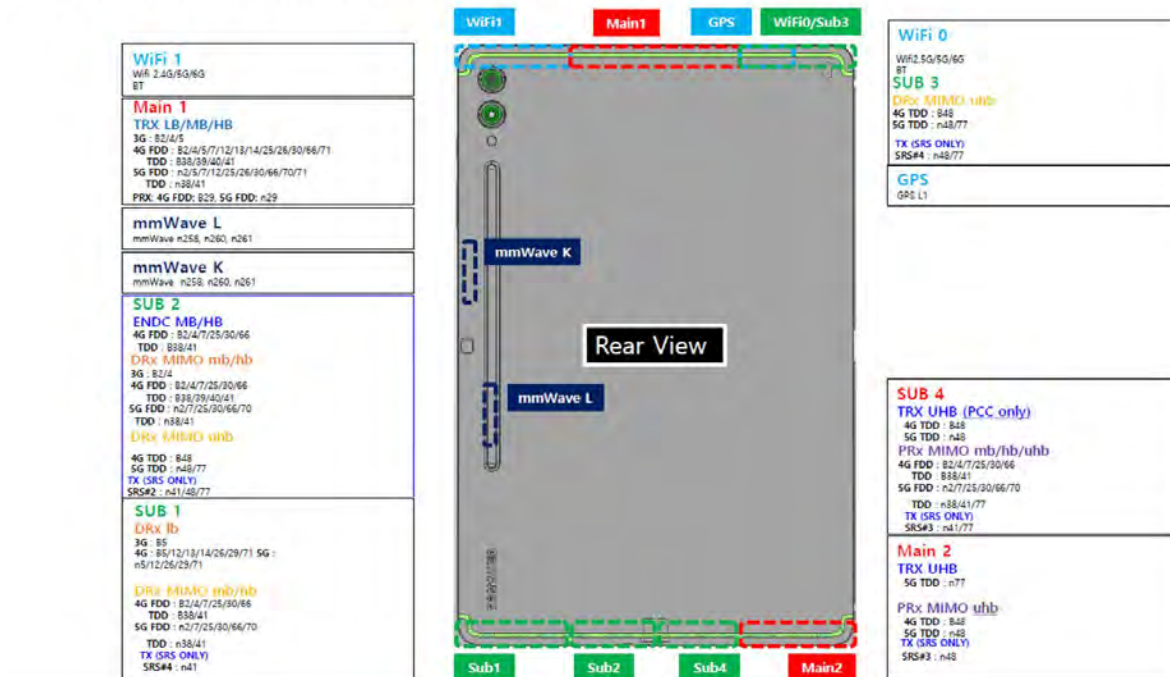 WiFi1
Main1
GPS
WiFi0/Sub3
WiFi 1
Wifi 2.4G/5G/6G
BT
Main 1
TRX LB/MB/HB
3G : B2/4/5
4G FDD : B2/4/5/7/12/13/14/25/26/30/66/71
TDD : B38/39/40/41
5G FDD : n2/5/7/12/25/26/30/66/70/71
TDD : n38/41
PRX: 4G FDD: B29, 5G FDD: n29
mmWave L
mmWave n258, n260, n261
mmWave K
mmWave n258, n260, n261
SUB 2
ENDC MB/HB
4G FDD : B2/4/7/25/30/66
TDD : B38/41
DRx MIMO mb/hb
3G : B2/4
4G FDD : B2/4/7/25/30/66
TDD : B38/39/40/41
5G FDD : n2/7/25/30/66/70
TDD : n38/41
DRx MIMO uhb
4G TDD : B48
5G TDD : n48/77
TX (SRS ONLY)
SRS#2 : n41/48/77
SUB 1
DRx lb
3G : B5
4G : B5/12/13/14/26/29/71 5G :
n5/12/26/29/71
DRx MIMO mb/hb
4G FDD : B2/4/7/25/30/66
TDD : B38/41
5G FDD : n2/7/25/30/66/70
TDD : n38/41
TX (SRS ONLY)
SRS#4 : n41
mmWave K
Rear View
mmWave L
Sub1
Sub2
Sub4
Main2
WiFi 0
Wifi2.5G/5G/6G
BT
SUB 3
DRx MIMO uhb
4G TDD : B48
5G TDD : n48/77
TX (SRS ONLY)
SRS#4 : n48/77
GPS
GPS L1
SUB 4
TRX UHB (PCC only)
4G TDD : B48
5G TDD : n48
PRx MIMO mb/hb/uhb
4G FDD : B2/4/7/25/30/66
TDD : B38/41
5G FDD : n2/7/25/30/66/70
TDD : n38/41/77
TX (SRS ONLY)
SRS#3 : n41/77
Main 2
TRX UHB
5G TDD : n77
PRx MIMO uhb
4G TDD : B48
5G TDD : n48
TX (SRS ONLY)
SRS#3 : n48